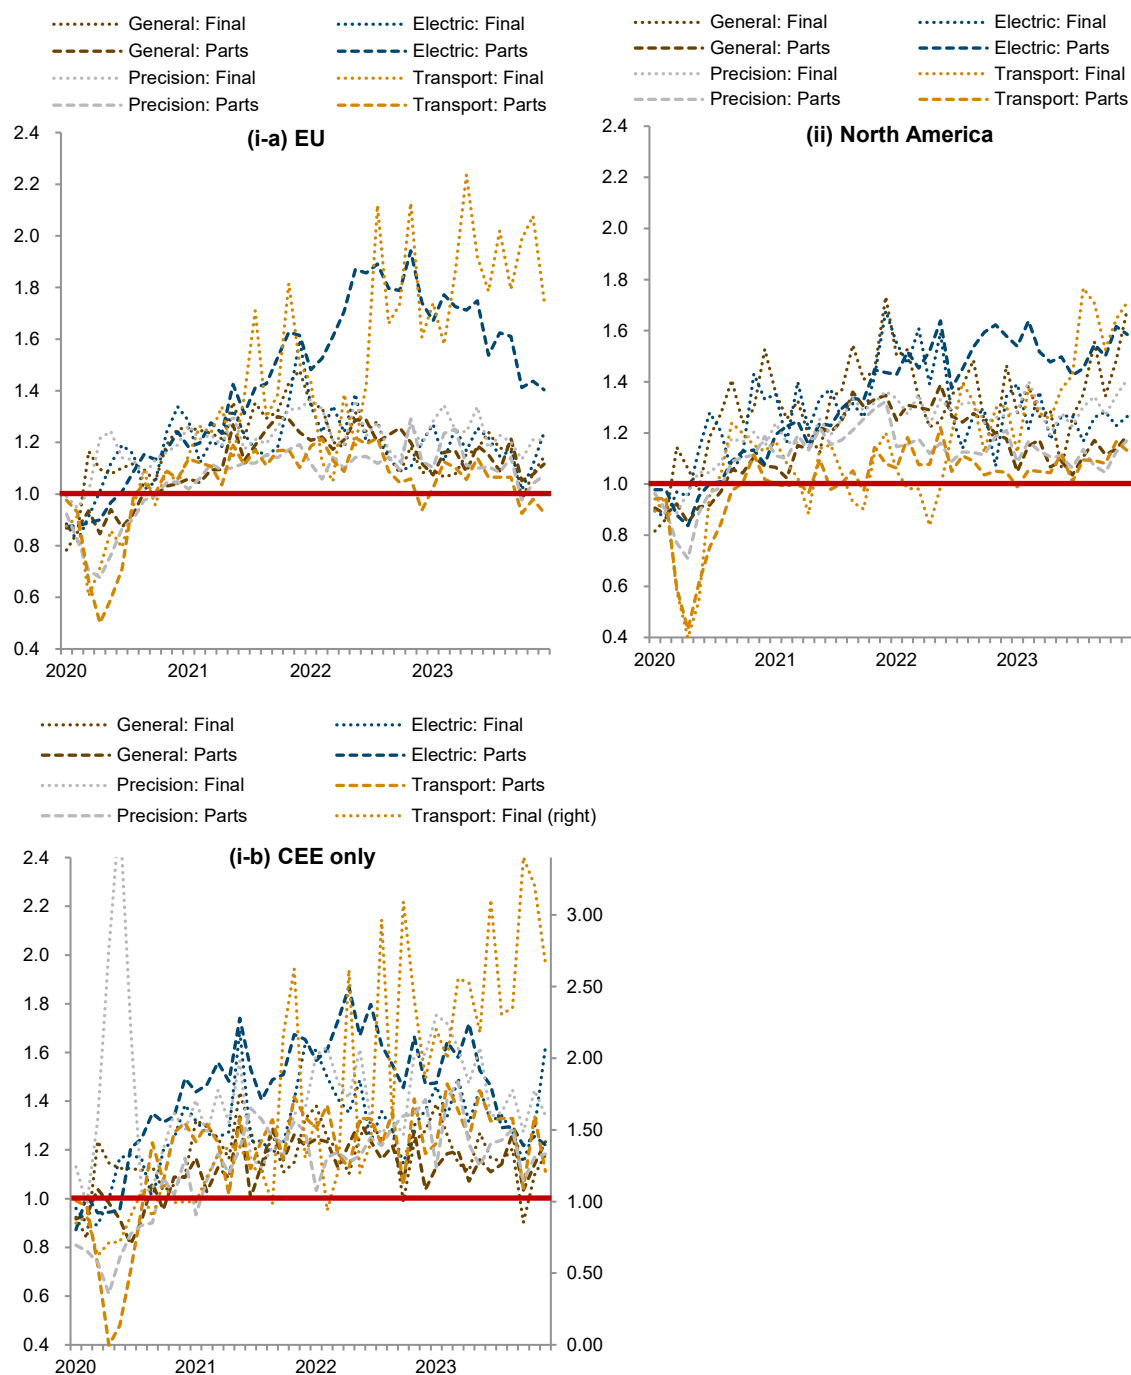 General: Final
Electric: Final
General: Parts
Electric: Parts
Precision: Final
Transport: Final
Precision: Parts
Transport: Parts
(i-a) EU
2.4
2.2
2.0
1.8
1.6
1.4
1.2
1.0
0.8
0.6
0.4
2020
2021
2022
2023
General: Final
Electric: Final
General: Parts
Electric: Parts
Precision: Final
Transport: Final
Precision: Parts
Transport: Parts
(ii) North America
2.4
2.2
2.0
1.8
1.6
1.4
1.2
1.0
0.8
0.6
0.4
2020
2021
2022
2023
General: Final
Electric: Final
General: Parts
Electric: Parts
Precision: Final
Transport: Parts
Precision: Parts
Transport: Final (right)
(i-b) CEE only
2.4
2.2
2.0
1.8
1.6
1.4
1.2
1.0
0.8
0.6
0.4
3.00
2.50
2.00
1.50
1.00
0.50
0.00
2020
2021
2022
2023